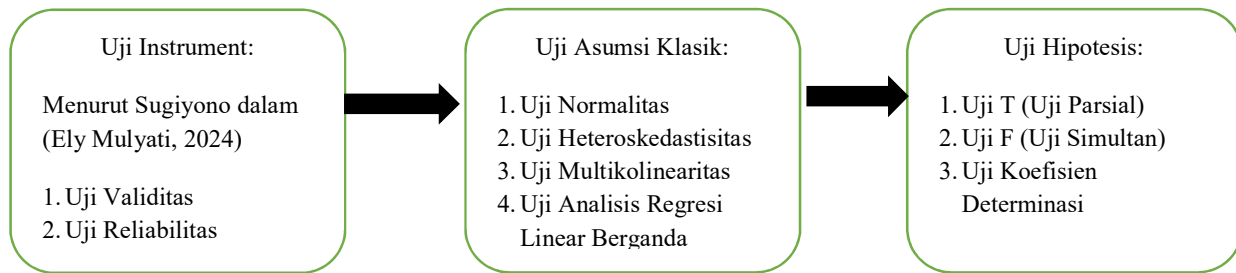 Uji Instrument:
Menurut Sugiyono dalam
(Ely Mulyati, 2024)
1. Uji Validitas
2. Uji Reliabilitas
Uji Asumsi Klasik:
1. Uji Normalitas
2. Uji Heteroskedastisitas
3. Uji Multikolinearitas
4. Uji Analisis Regresi
Linear Berganda
Uji Hipotesis:
1. Uji T (Uji Parsial)
2. Uji F (Uji Simultan)
3. Uji Koefisien
Determinasi